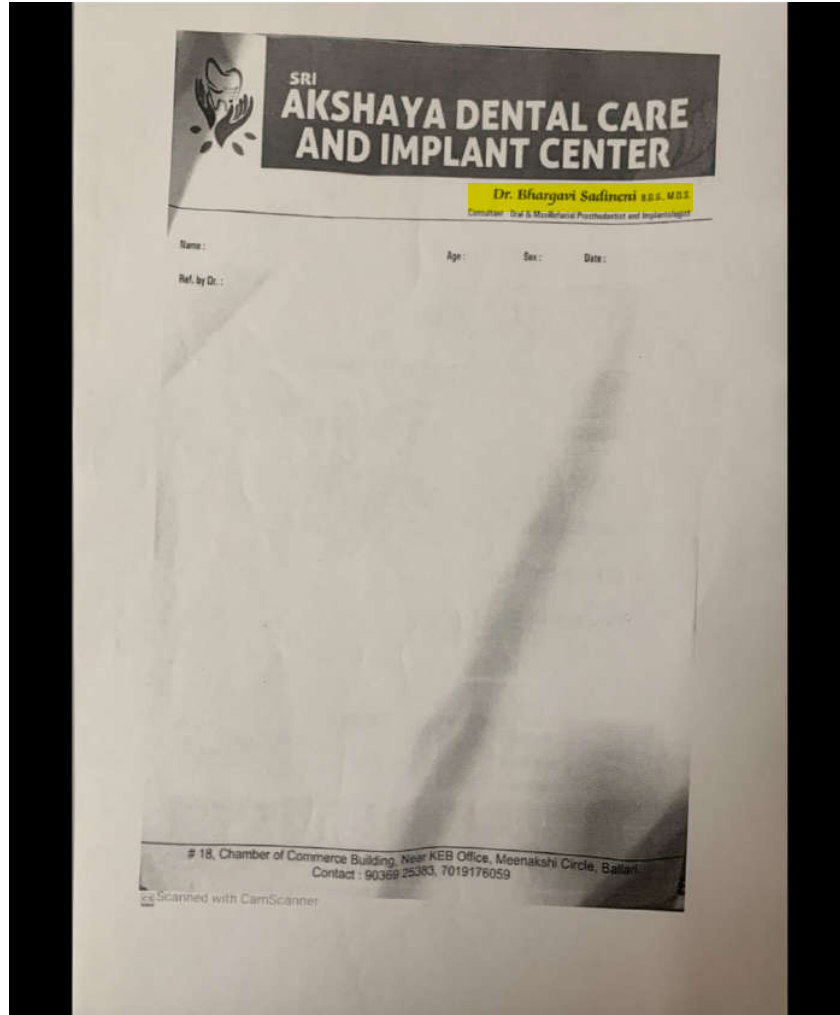 SRI
AKSHAYA DENTAL CARE
AND IMPLANT CENTER
Dr. Bhargavi Sadineni B.D.S., M.D.S.
Consultant : Oral & Maxillofacial Prosthodontist and Implantologist
Name :
Age : Sex : Date :
Ref. by Dr. :
# 18, Chamber of Commerce Building, Near KEB Office, Meenakshi Circle, Ballari.
Contact : 90369 25383, 7019176059
CS Scanned with CamScanner